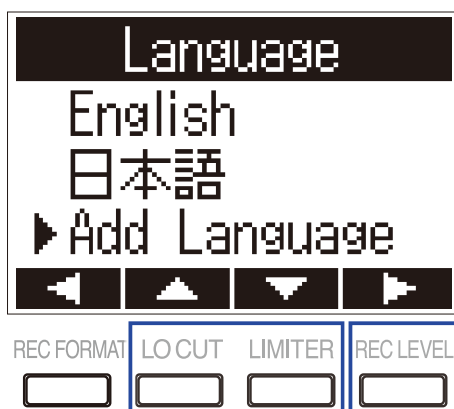 Language
English
日本語
Add Language
REC FORMAT LO CUT LIMITER REC LEVEL